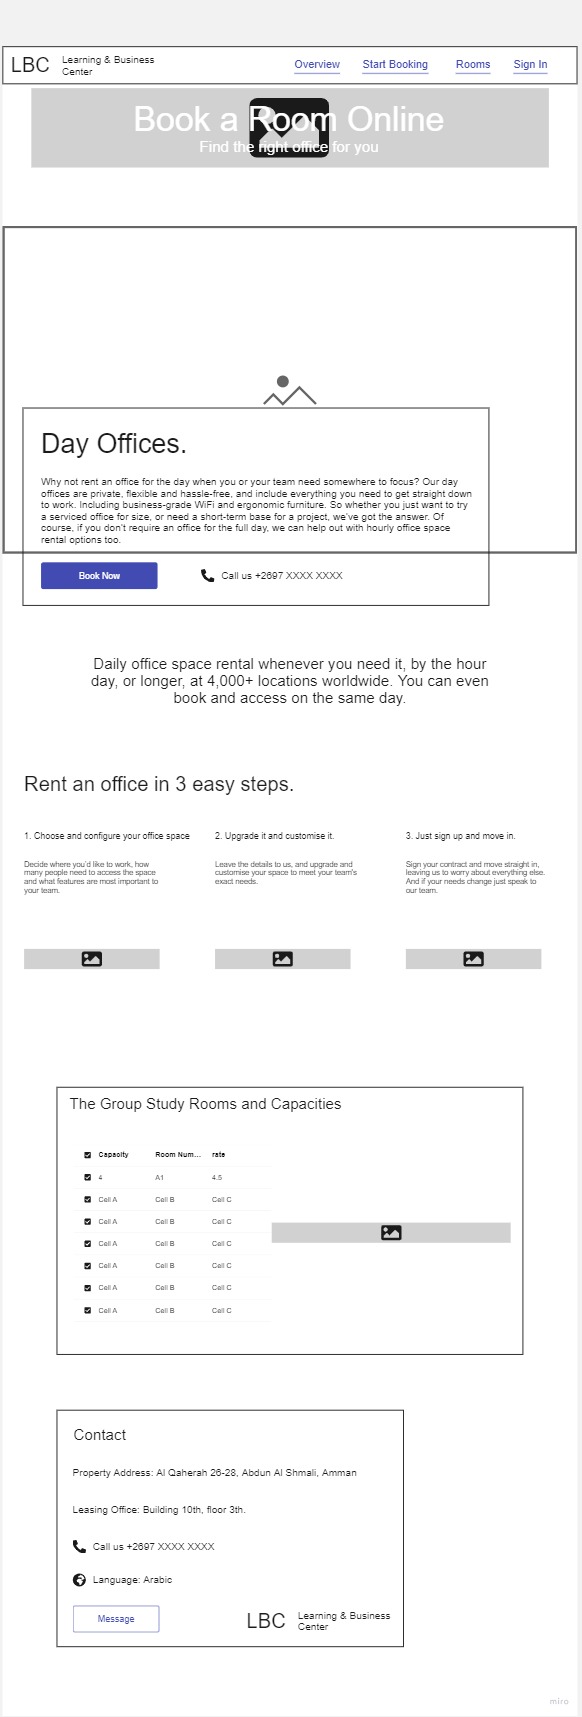 LBC
Learning & Business
Center
Overview
Start Booking
Rooms
Sign In
Book a Room Online
Find the right office for you
Day Offices.
Why not rent an office for the day when you or your team need somewhere to focus? Our day
offices are private, flexible and hassle-free, and include everything you need to get straight down
to work. Including business-grade WiFi and ergonomic furniture. So whether you just want to try
a serviced office for size, or need a short-term base for a project, we've got the answer. Of
course, if you don't require an office for the full day, we can help out with hourly office space
rental options too.
Book Now
Call us +2697 XXXX XXXX
Daily office space rental whenever you need it, by the hour
day, or longer, at 4,000+ locations worldwide. You can even
book and access on the same day.
Rent an office in 3 easy steps.
1. Choose and configure your office space
Decide where you'd like to work, how
many people need to access the space
and what features are most important to
your team.
2. Upgrade it and customise it.
Leave the details to us, and upgrade and
customise your space to meet your team's
exact needs.
3. Just sign up and move in.
Sign your contract and move straight in,
leaving us to worry about everything else.
And if your needs change just speak to
our team.
The Group Study Rooms and Capacities
Capacity Room Num... rate
4 A1 4.5
Cell A Cell B Cell C
Cell A Cell B Cell C
Cell A Cell B Cell C
Cell A Cell B Cell C
Cell A Cell B Cell C
Cell A Cell B Cell C
Contact
Property Address: Al Qaherah 26-28, Abdun Al Shmali, Amman
Leasing Office: Building 10th, floor 3th.
Call us +2697 XXXX XXXX
Language: Arabic
Message
LBC
Learning & Business
Center
miro